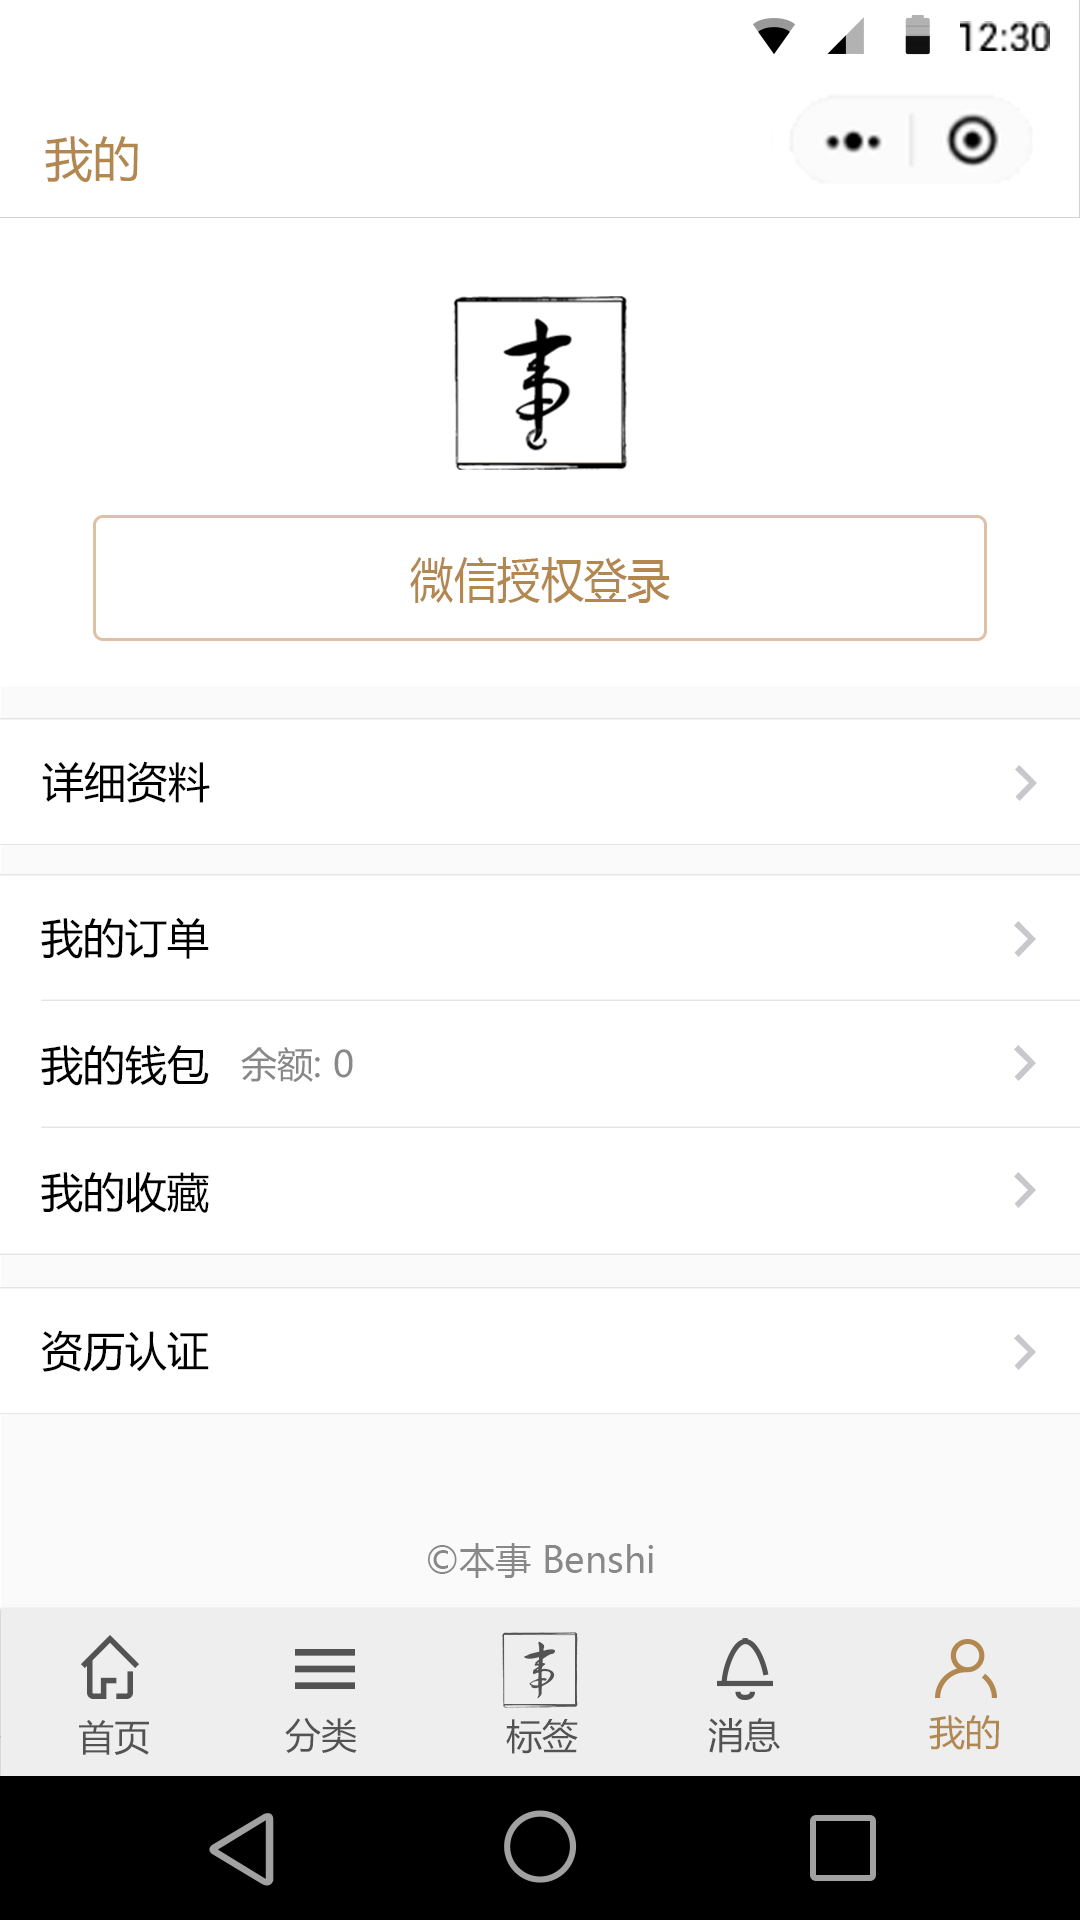 12:30
我的
事
微信授权登录
详细资料
我的订单
我的钱包 余额: 0
我的收藏
资历认证
©本事 Benshi
首页 分类 事 标签 消息 我的